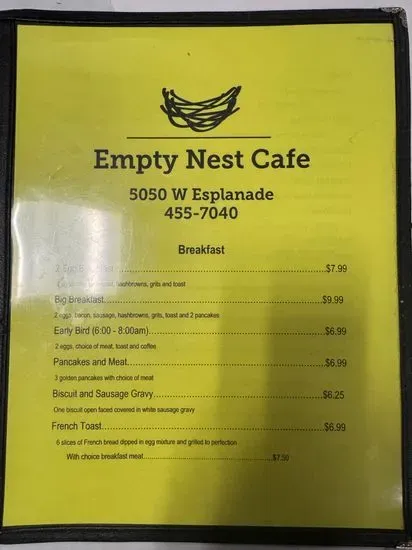 Empty Nest Cafe
5050 W Esplanade
455-7040
Breakfast
2 Egg Breakfast......$7.99
hashbrowns, grits and toast
Big Breakfast......$9.99
2 eggs, bacon, sausage, hashbrowns, grits, toast and 2 pancakes
Early Bird (6:00 - 8:00am)......$6.99
2 eggs, choice of meat, toast and coffee
Pancakes and Meat......$6.99
3 golden pancakes with choice of meat
Biscuit and Sausage Gravy......$6.25
One biscuit open faced covered in white sausage gravy
French Toast......$6.99
6 slices of French bread dipped in egg mixture and grilled to perfection
With choice breakfast meat......$7.50